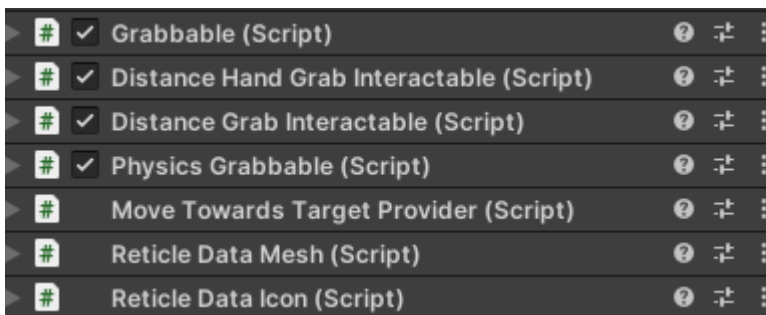 Grabbable (Script)
Distance Hand Grab Interactable (Script)
Distance Grab Interactable (Script)
Physics Grabbable (Script)
Move Towards Target Provider (Script)
Reticle Data Mesh (Script)
Reticle Data Icon (Script)